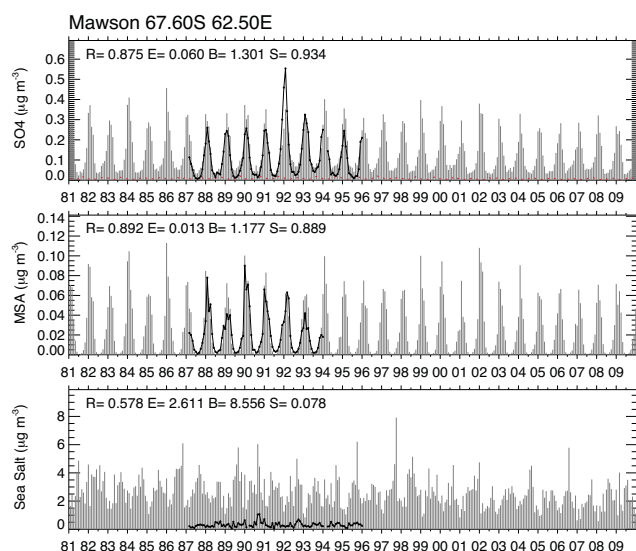 Mawson 67.60S 62.50E
R= 0.875 E= 0.060 B= 1.301 S= 0.934
SO4 (μg m⁻³)
0.6
0.5
0.4
0.3
0.2
0.1
0.0
81 82 83 84 85 86 87 88 89 90 91 92 93 94 95 96 97 98 99 00 01 02 03 04 05 06 07 08 09
R= 0.892 E= 0.013 B= 1.177 S= 0.889
MSA (μg m⁻³)
0.14
0.12
0.10
0.08
0.06
0.04
0.02
0.00
81 82 83 84 85 86 87 88 89 90 91 92 93 94 95 96 97 98 99 00 01 02 03 04 05 06 07 08 09
R= 0.578 E= 2.611 B= 8.556 S= 0.078
Sea Salt (μg m⁻³)
8
6
4
2
0
81 82 83 84 85 86 87 88 89 90 91 92 93 94 95 96 97 98 99 00 01 02 03 04 05 06 07 08 09